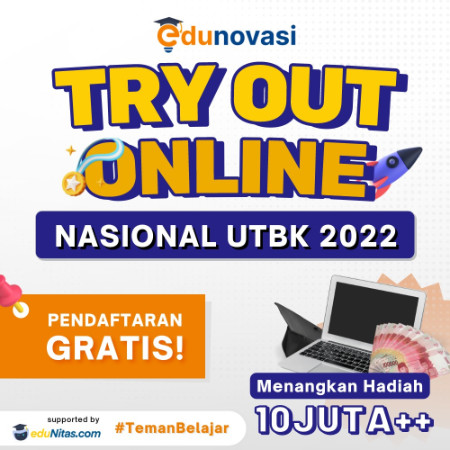 edunovasi
TRY OUT
ONLINE
NASIONAL UTBK 2022
PENDAFTARAN
GRATIS!
Menangkan Hadiah
10JUTA++
supported by
eduNitas.com
#TemanBelajar